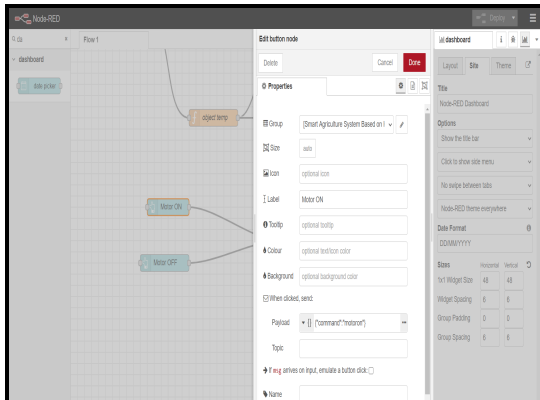 Node-RED
Deploy
da
Flow 1
dashboard
date picker
object temp
Motor ON
Motor OFF
Edit button node
Delete
Cancel
Done
Properties
Group
[Smart Agriculture System Based on I
Size
auto
Icon
optional icon
Label
Motor ON
Tooltip
optional tooltip
Colour
optional text/icon color
Background
optional background color
When clicked, send:
Payload
{"command":"motoron"}
Topic
If msg arrives on input, emulate a button click:
Name
dashboard
Layout
Site
Theme
Title
Node-RED Dashboard
Options
Show the title bar
Click to show side menu
No swipe between tabs
Node-RED theme everywhere
Date Format
DD/MM/YYYY
Sizes
Horizontal Vertical
1x1 Widget Size 48 48
Widget Spacing 6 6
Group Padding 0 0
Group Spacing 6 6